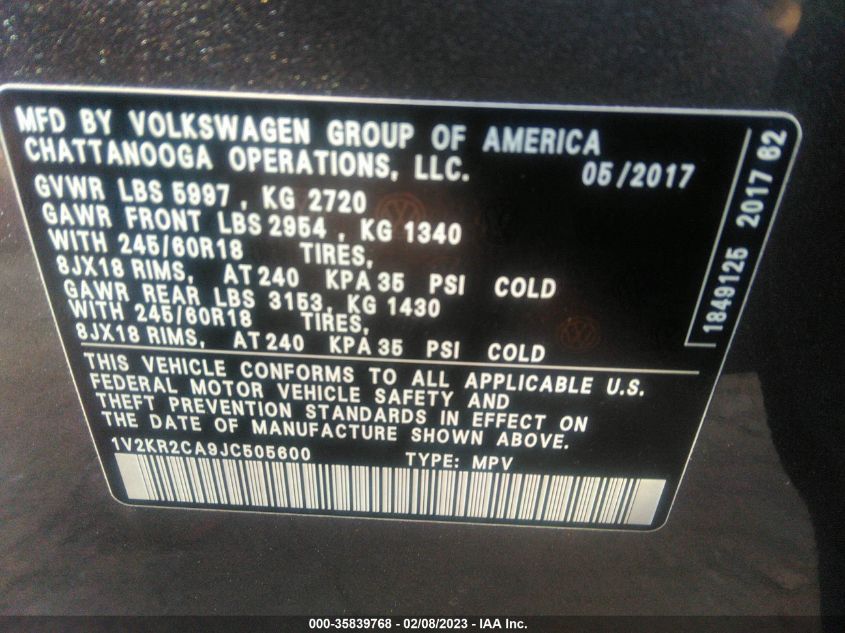 MFD BY VOLKSWAGEN GROUP OF AMERICA
CHATTANOOGA OPERATIONS, LLC. 05/2017
GVWR LBS 5997, KG 2720
GAWR FRONT LBS 2954, KG 1340
WITH 245/60R18 TIRES,
8JX18 RIMS, AT 240 KPA 35 PSI COLD
GAWR REAR LBS 3153, KG 1430
WITH 245/60R18 TIRES,
8JX18 RIMS, AT 240 KPA 35 PSI COLD
THIS VEHICLE CONFORMS TO ALL APPLICABLE U.S.
FEDERAL MOTOR VEHICLE SAFETY AND
THEFT PREVENTION STANDARDS IN EFFECT ON
THE DATE OF MANUFACTURE SHOWN ABOVE.
1V2KR2CA9JC505600 TYPE: MPV
1849125 2017 62
000-35839768 - 02/08/2023 - IAA Inc.